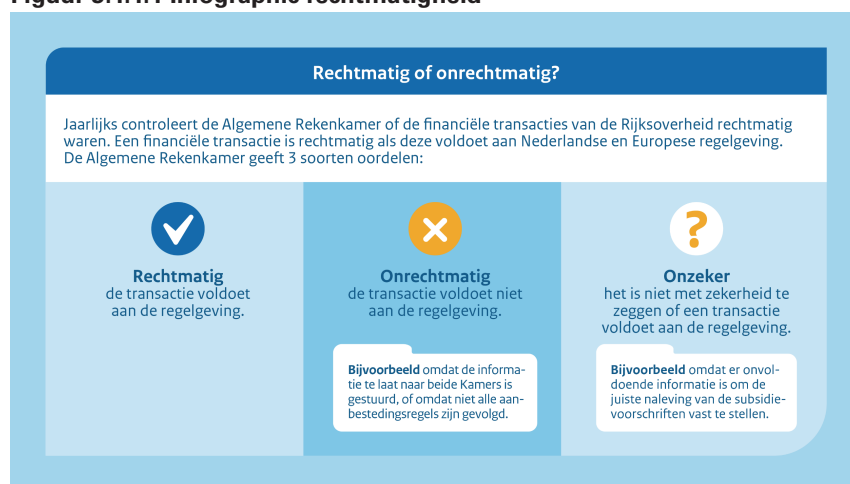 infographic rechtmatigheid
Rechtmatig of onrechtmatig?
Jaarlijks controleert de Algemene Rekenkamer of de financiële transacties van de Rijksoverheid rechtmatig
waren. Een financiële transactie is rechtmatig als deze voldoet aan Nederlandse en Europese regelgeving.
De Algemene Rekenkamer geeft 3 soorten oordelen:
Rechtmatig
de transactie voldoet
aan de regelgeving.
Onrechtmatig
de transactie voldoet niet
aan de regelgeving.
Bijvoorbeeld omdat de informa-
tie te laat naar beide Kamers is
gestuurd, of omdat niet alle aan-
bestedingsregels zijn gevolgd.
?
Onzeker
het is niet met zekerheid te
zeggen of een transactie
voldoet aan de regelgeving.
Bijvoorbeeld omdat er onvol-
doende informatie is om de
juiste naleving van de subsidie-
voorschriften vast te stellen.